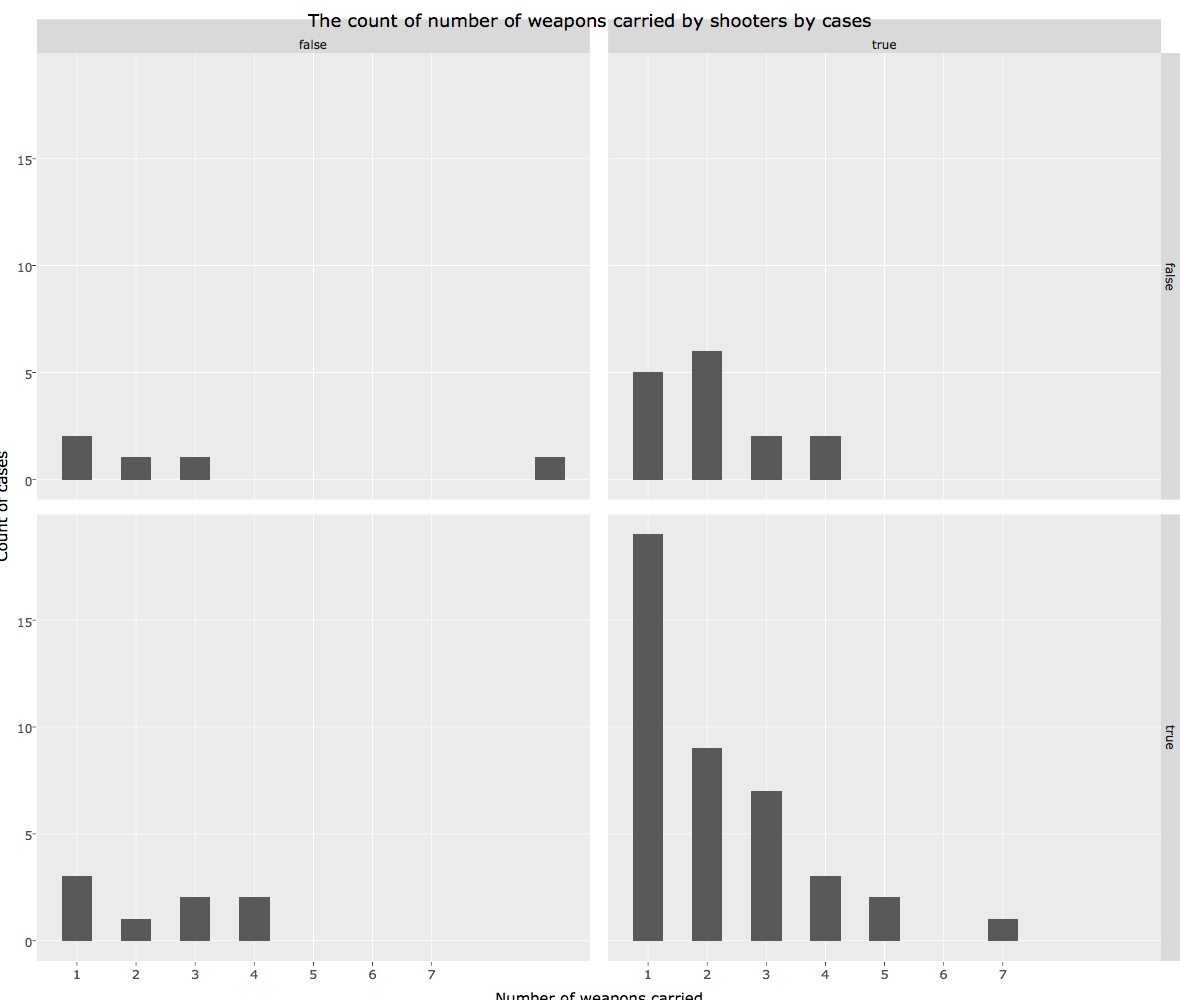 The count of number of weapons carried by shooters by cases
false
true
15
10
5
0
false
Count of cases
15
10
5
0
true
1 2 3 4 5 6 7
1 2 3 4 5 6 7
Number of weapons carried